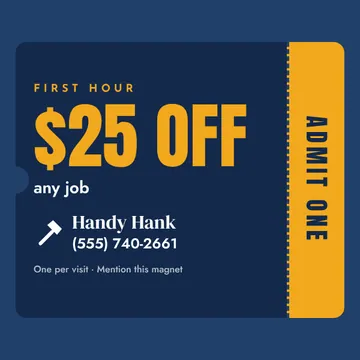 FIRST HOUR
$25 OFF
any job
Handy Hank
(555) 740-2661
One per visit · Mention this magnet
ADMIT ONE